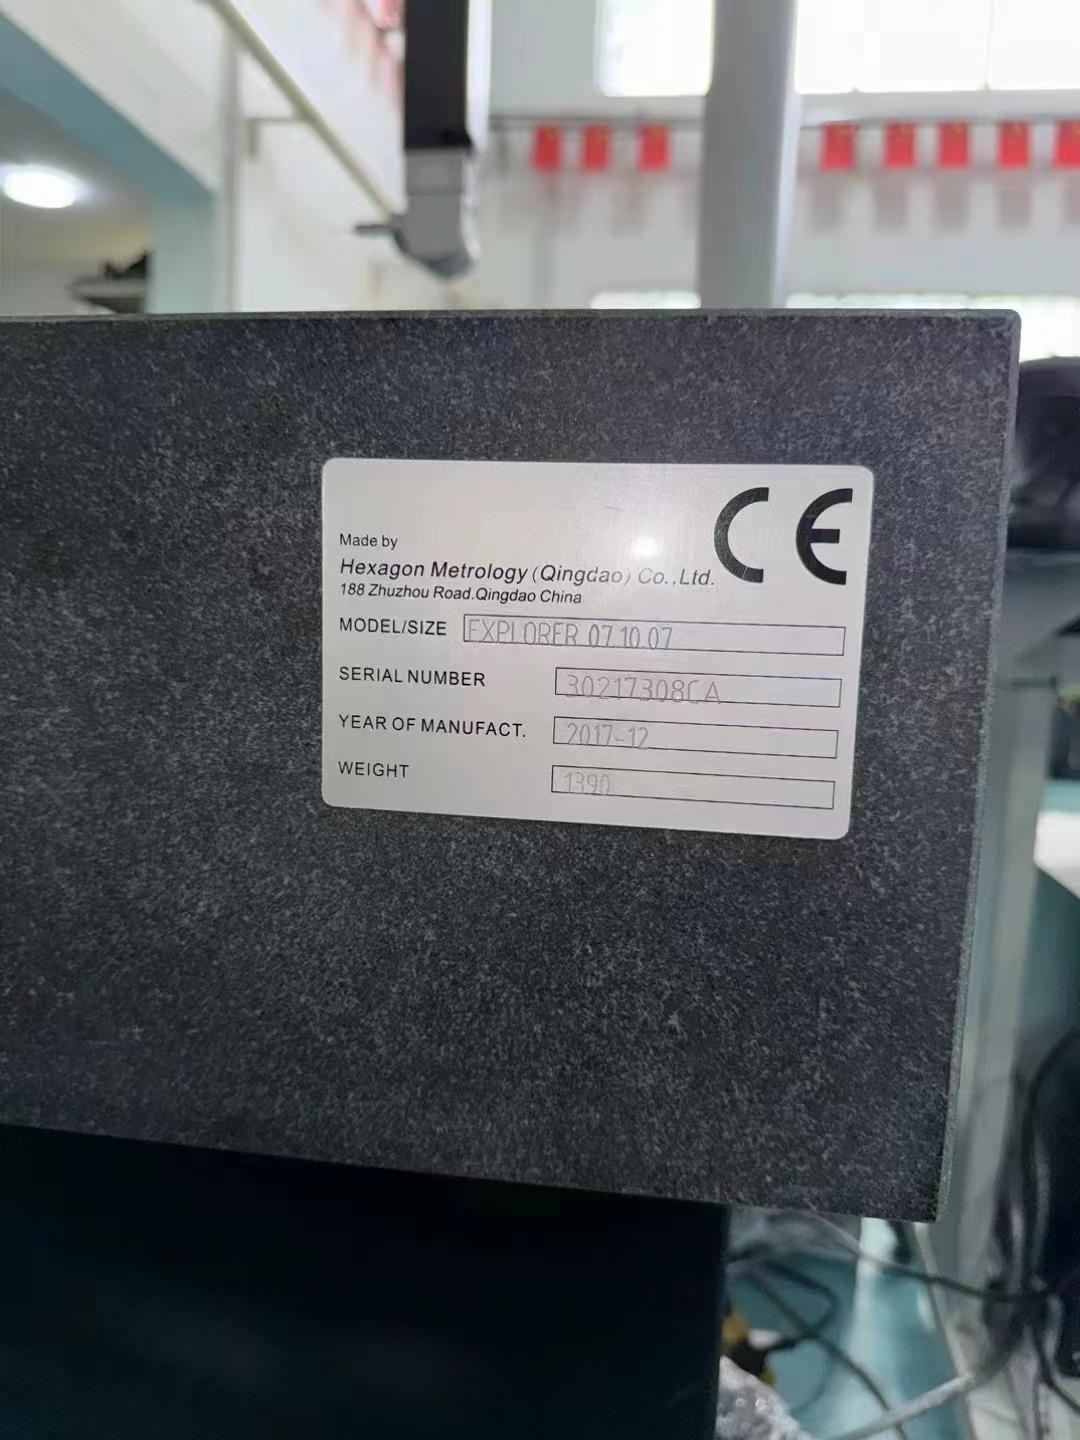 CE
Made by
Hexagon Metrology (Qingdao) Co.,Ltd.
188 Zhuzhou Road.Qingdao China
MODEL/SIZE EXPLORER 07.10.07
SERIAL NUMBER 30217308CA
YEAR OF MANUFACT. 2017-12
WEIGHT 1390